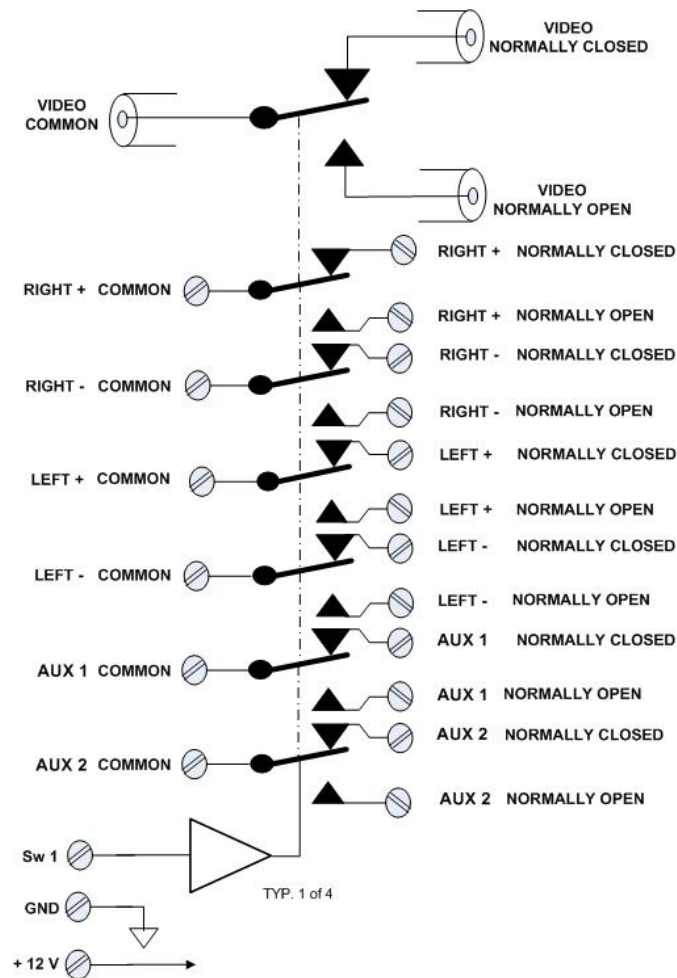 VIDEO
NORMALLY CLOSED
VIDEO
COMMON
VIDEO
NORMALLY OPEN
RIGHT + NORMALLY CLOSED
RIGHT + COMMON
RIGHT + NORMALLY OPEN
RIGHT - NORMALLY CLOSED
RIGHT - COMMON
RIGHT - NORMALLY OPEN
LEFT + NORMALLY CLOSED
LEFT + COMMON
LEFT + NORMALLY OPEN
LEFT - NORMALLY CLOSED
LEFT - COMMON
LEFT - NORMALLY OPEN
AUX 1 NORMALLY CLOSED
AUX 1 COMMON
AUX 1 NORMALLY OPEN
AUX 2 NORMALLY CLOSED
AUX 2 COMMON
AUX 2 NORMALLY OPEN
Sw 1
TYP. 1 of 4
GND
+ 12 V